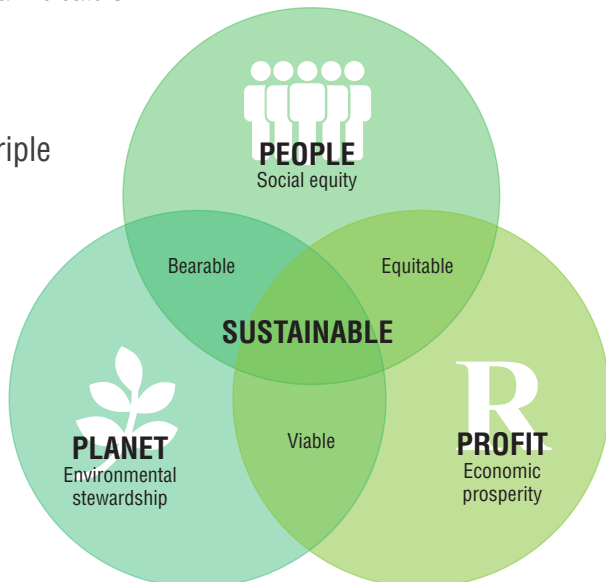 riple
PEOPLE
Social equity
Bearable
Equitable
SUSTAINABLE
R
PLANET
Environmental
stewardship
Viable
PROFIT
Economic
prosperity